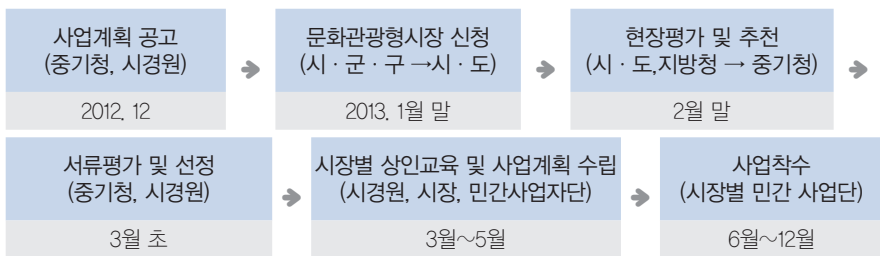 사업계획 공고
(중기청, 시경원)
2012. 12
문화관광형시장 신청
(시 · 군 · 구 →시 · 도)
2013. 1월 말
현장평가 및 추천
(시 · 도,지방청 → 중기청)
2월 말
서류평가 및 선정
(중기청, 시경원)
3월 초
시장별 상인교육 및 사업계획 수립
(시경원, 시장, 민간사업자단)
3월~5월
사업착수
(시장별 민간 사업단)
6월~12월